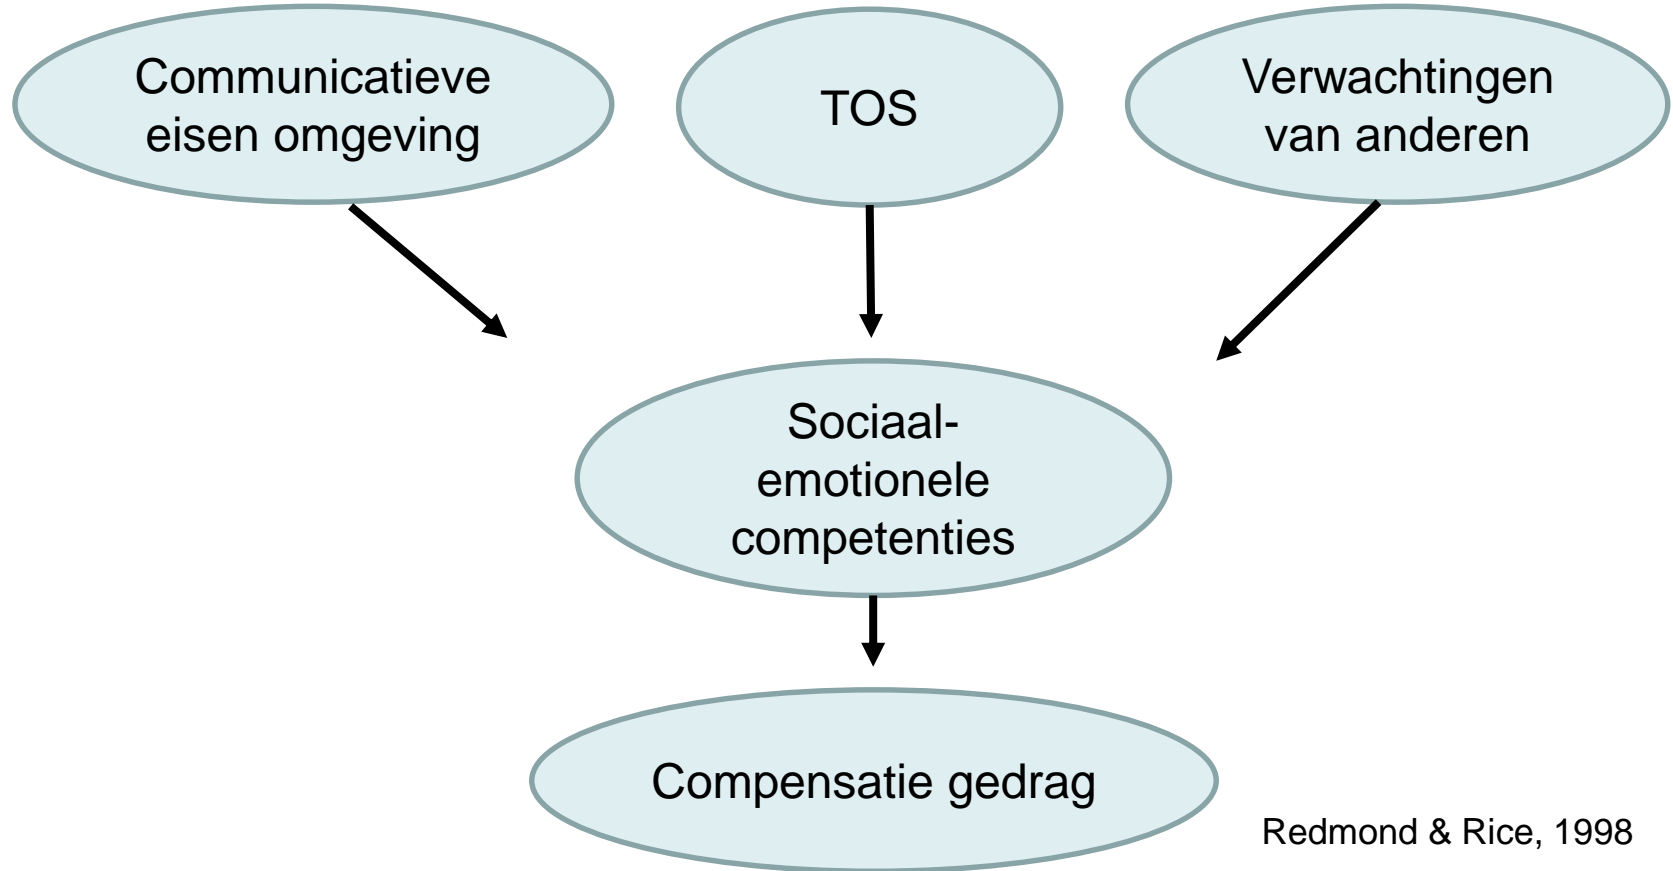 Communicatieve
eisen omgeving
TOS
Verwachtingen
van anderen
Sociaal-
emotionele
competenties
Compensatie gedrag
Redmond & Rice, 1998